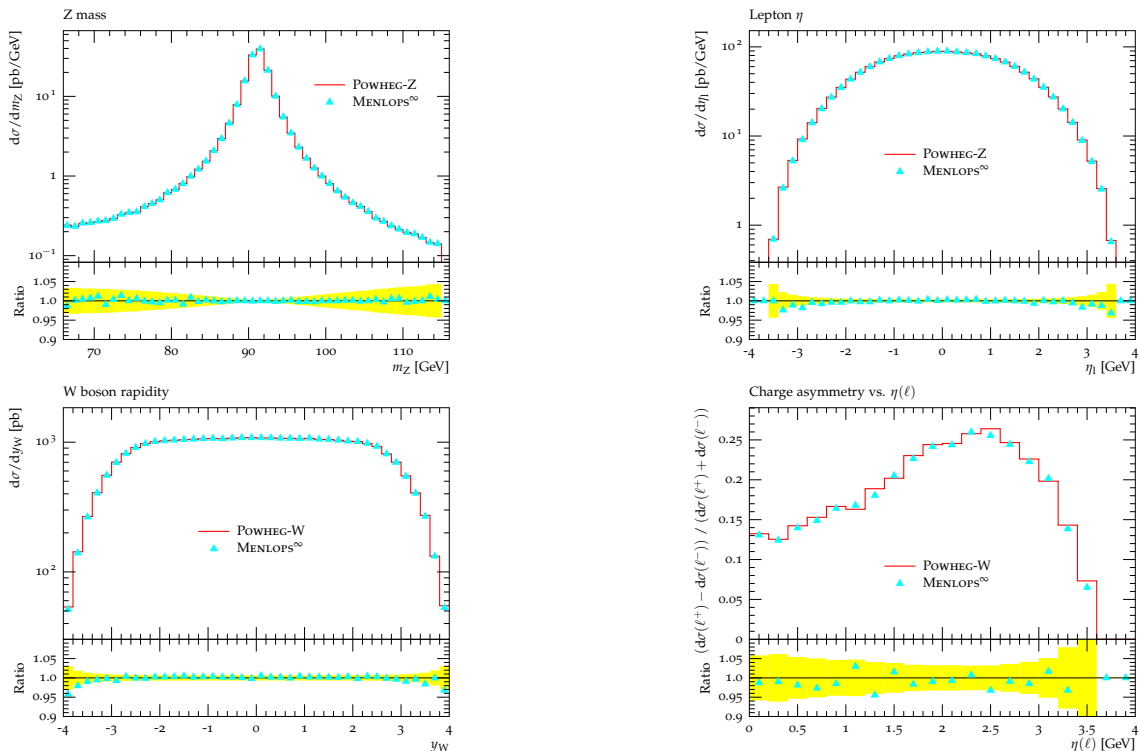 Z mass
dσ/dm_Z [pb/GeV]
10^1
1
10^−1
POWHEG-Z
MENLOPS^∞
Ratio
1.05
1.0
0.95
0.9
70 80 90 100 110
m_Z [GeV]
Lepton η
dσ/dη_l [pb/GeV]
10^2
10^1
1
POWHEG-Z
MENLOPS^∞
Ratio
1.05
1.0
0.95
0.9
-4 -3 -2 -1 0 1 2 3 4
η_l [GeV]
W boson rapidity
dσ/dy_W [pb]
10^3
10^2
POWHEG-W
MENLOPS^∞
Ratio
1.05
1.0
0.95
0.9
-4 -3 -2 -1 0 1 2 3 4
y_W
Charge asymmetry vs. η(ℓ)
(dσ(ℓ^+) − dσ(ℓ^−)) / (dσ(ℓ^+) + dσ(ℓ^−))
0.25
0.2
0.15
0.1
0.05
0
POWHEG-W
MENLOPS^∞
Ratio
1.05
1.0
0.95
0.9
0 0.5 1 1.5 2 2.5 3 3.5 4
η(ℓ) [GeV]